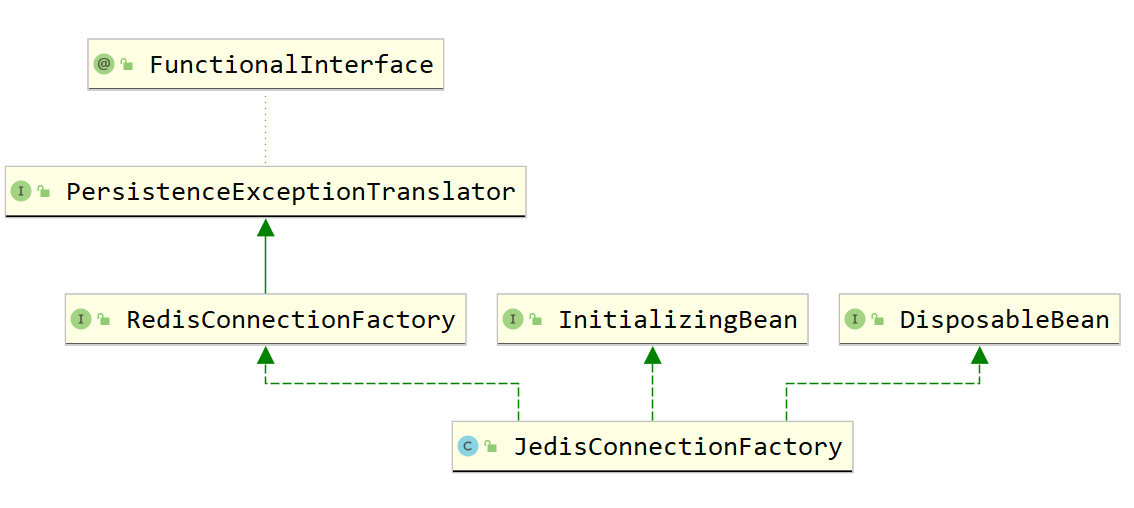 @ FunctionalInterface
I PersistenceExceptionTranslator
I RedisConnectionFactory
I InitializingBean
I DisposableBean
C JedisConnectionFactory